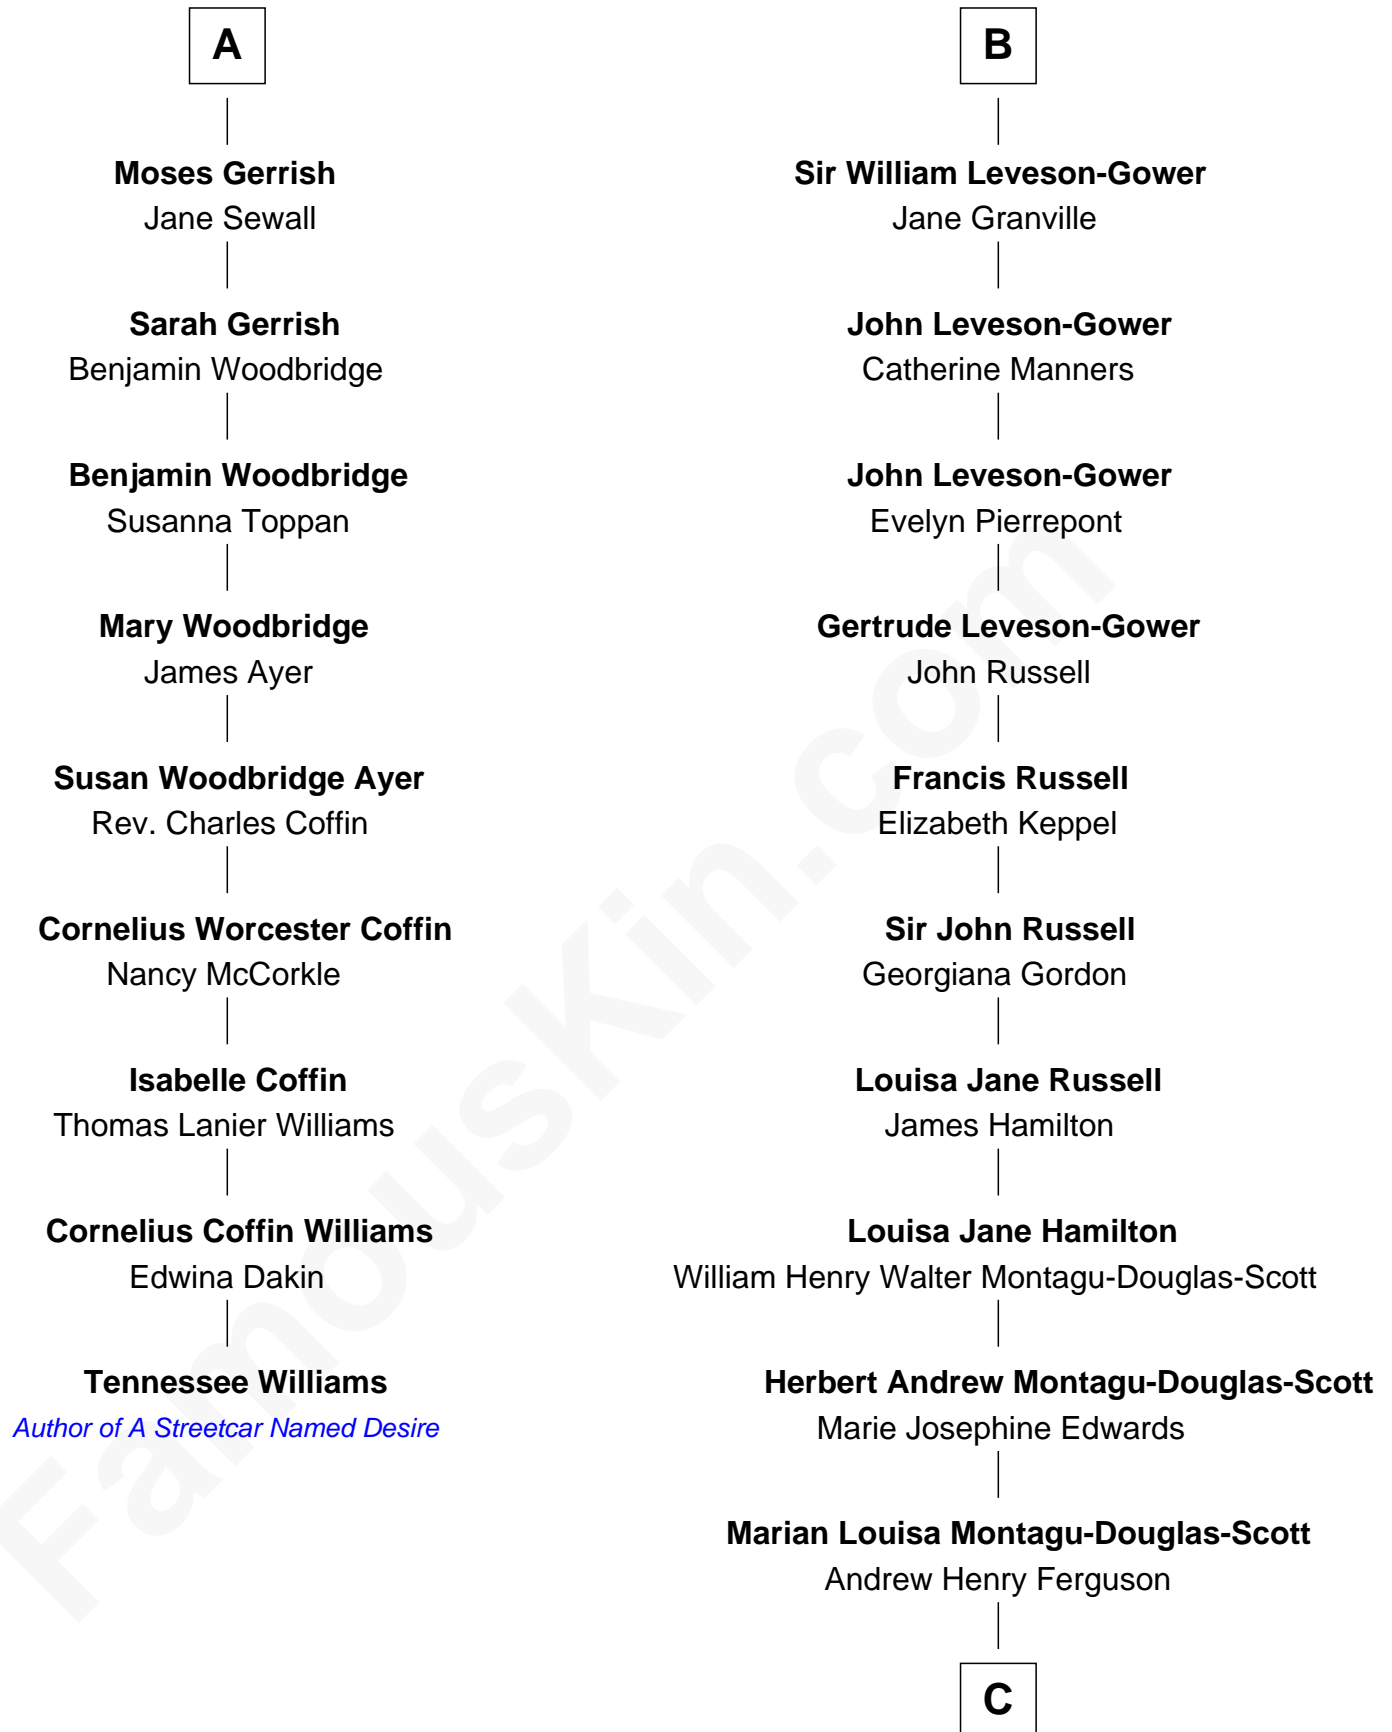 A
Moses Gerrish
Jane Sewall
Sarah Gerrish
Benjamin Woodbridge
Benjamin Woodbridge
Susanna Toppan
Mary Woodbridge
James Ayer
Susan Woodbridge Ayer
Rev. Charles Coffin
Cornelius Worcester Coffin
Nancy McCorkle
Isabelle Coffin
Thomas Lanier Williams
Cornelius Coffin Williams
Edwina Dakin
Tennessee Williams
Author of A Streetcar Named Desire
B
Sir William Leveson-Gower
Jane Granville
John Leveson-Gower
Catherine Manners
John Leveson-Gower
Evelyn Pierrepont
Gertrude Leveson-Gower
John Russell
Francis Russell
Elizabeth Keppel
Sir John Russell
Georgiana Gordon
Louisa Jane Russell
James Hamilton
Louisa Jane Hamilton
William Henry Walter Montagu-Douglas-Scott
Herbert Andrew Montagu-Douglas-Scott
Marie Josephine Edwards
Marian Louisa Montagu-Douglas-Scott
Andrew Henry Ferguson
C
FamousKin.com